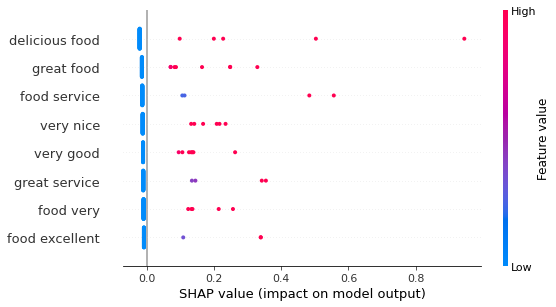 High
delicious food
great food
food service
very nice
very good
great service
food very
food excellent
Feature value
Low
0.0 0.2 0.4 0.6 0.8
SHAP value (impact on model output)